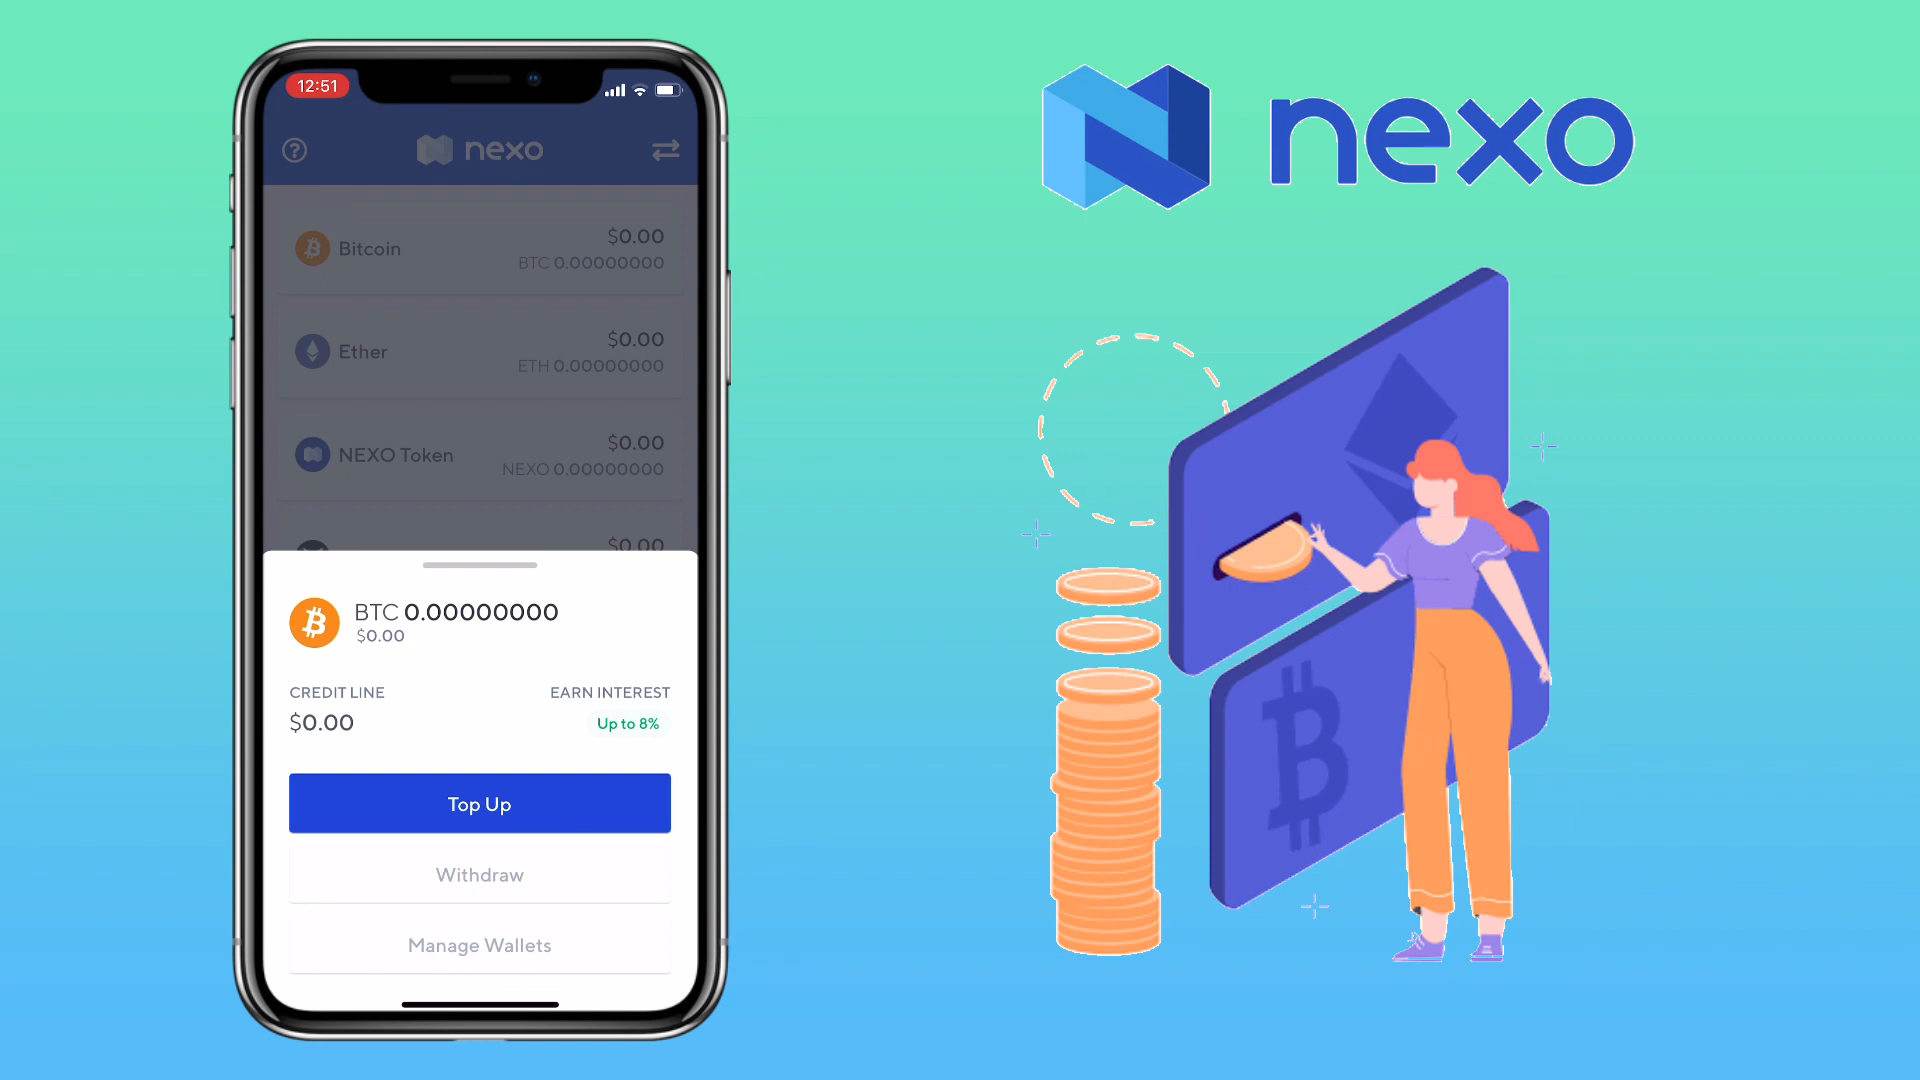 12:51
nexo
Bitcoin
$0.00
BTC 0.00000000
Ether
$0.00
ETH 0.00000000
NEXO Token
$0.00
NEXO 0.00000000
$0.00
BTC 0.00000000
$0.00
CREDIT LINE
EARN INTEREST
$0.00
Up to 8%
Top Up
Withdraw
Manage Wallets
nexo